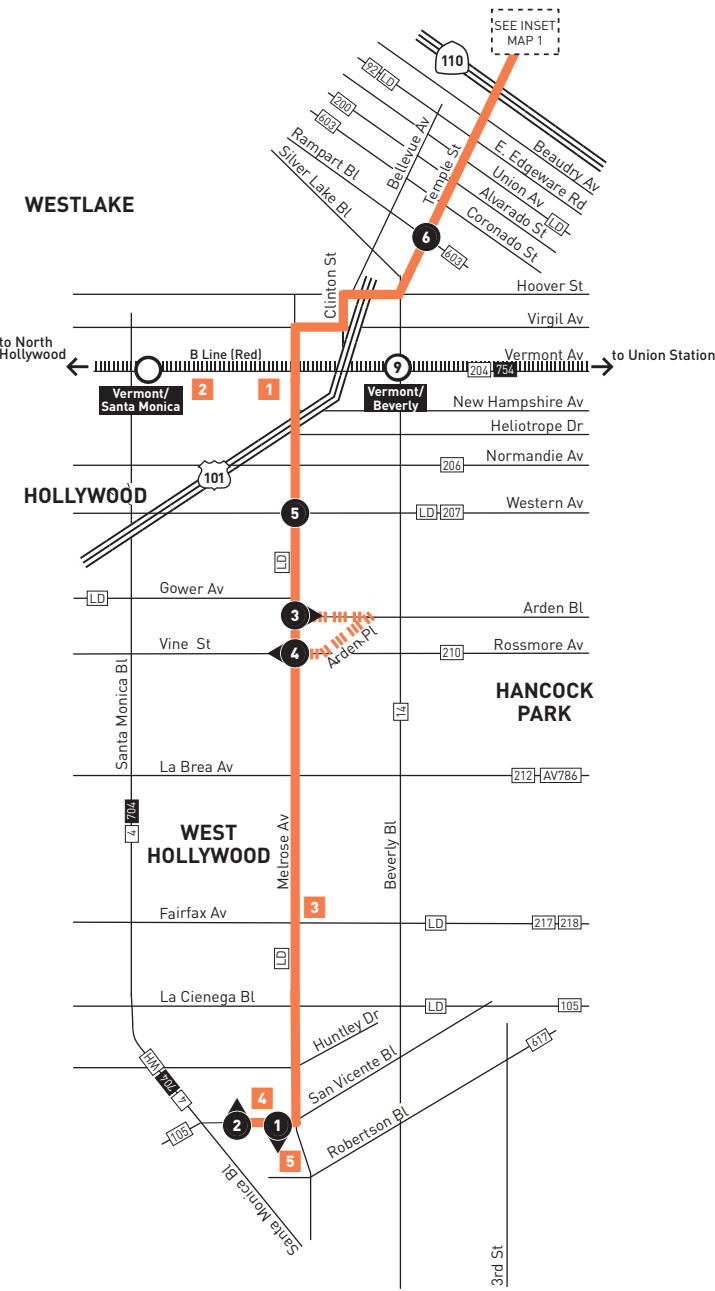 SEE INSET
MAP 1
110
92 LD
200
603
Bellevue Av
Temple St
Beaudry Av
E. Edgeware Rd
Union Av
LD
Alvarado St
Coronado St
Rampart Bl
Silver Lake Bl
WESTLAKE
6
603
Clinton St
Hoover St
Virgil Av
to North
Hollywood
B Line (Red)
9
Vermont Av
204 754
to Union Station
Vermont/
Santa Monica
2
1
Vermont/
Beverly
New Hampshire Av
Heliotrope Dr
101
206
Normandie Av
HOLLYWOOD
5
LD 207
Western Av
LD
LD
Gower Av
3
Arden Bl
Vine St
4
Arden Pl
210
Rossmore Av
Santa Monica Bl
HANCOCK
PARK
14
La Brea Av
212 AV786
704
4
WEST
HOLLYWOOD
Melrose Av
Beverly Bl
3
Fairfax Av
LD
217 218
LD
La Cienega Bl
LD
105
Huntley Dr
617
WH
704
4
San Vicente Bl
4
105
2
1
5
Robertson Bl
Santa Monica Bl
3rd St